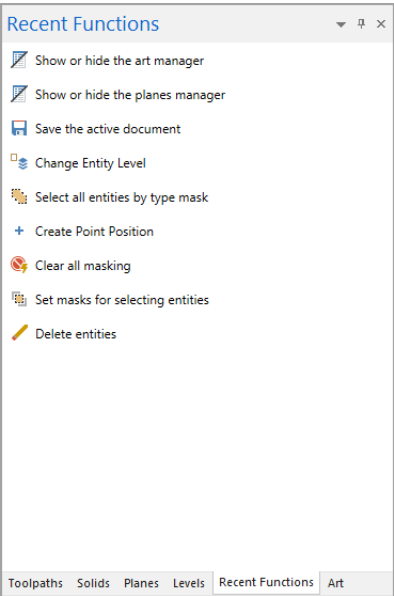 Recent Functions
Show or hide the art manager
Show or hide the planes manager
Save the active document
Change Entity Level
Select all entities by type mask
Create Point Position
Clear all masking
Set masks for selecting entities
Delete entities
Toolpaths Solids Planes Levels Recent Functions Art